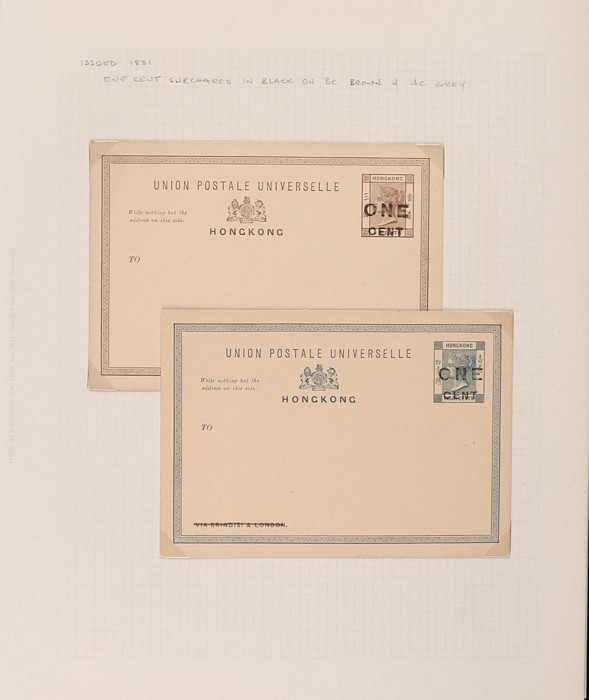 ISSUED 1881
ONE CENT SURCHARGES IN BLACK ON 3C BROWN & 5C GREY
UNION POSTALE UNIVERSELLE
HONGKONG
Write nothing but the
address on this side.
ONE
HONGKONG
CENT
TO
UNION POSTALE UNIVERSELLE
HONGKONG
Write nothing but the
address on this side.
ONE
HONGKONG
CENT
TO
VIA BRINDISI & LONDON.